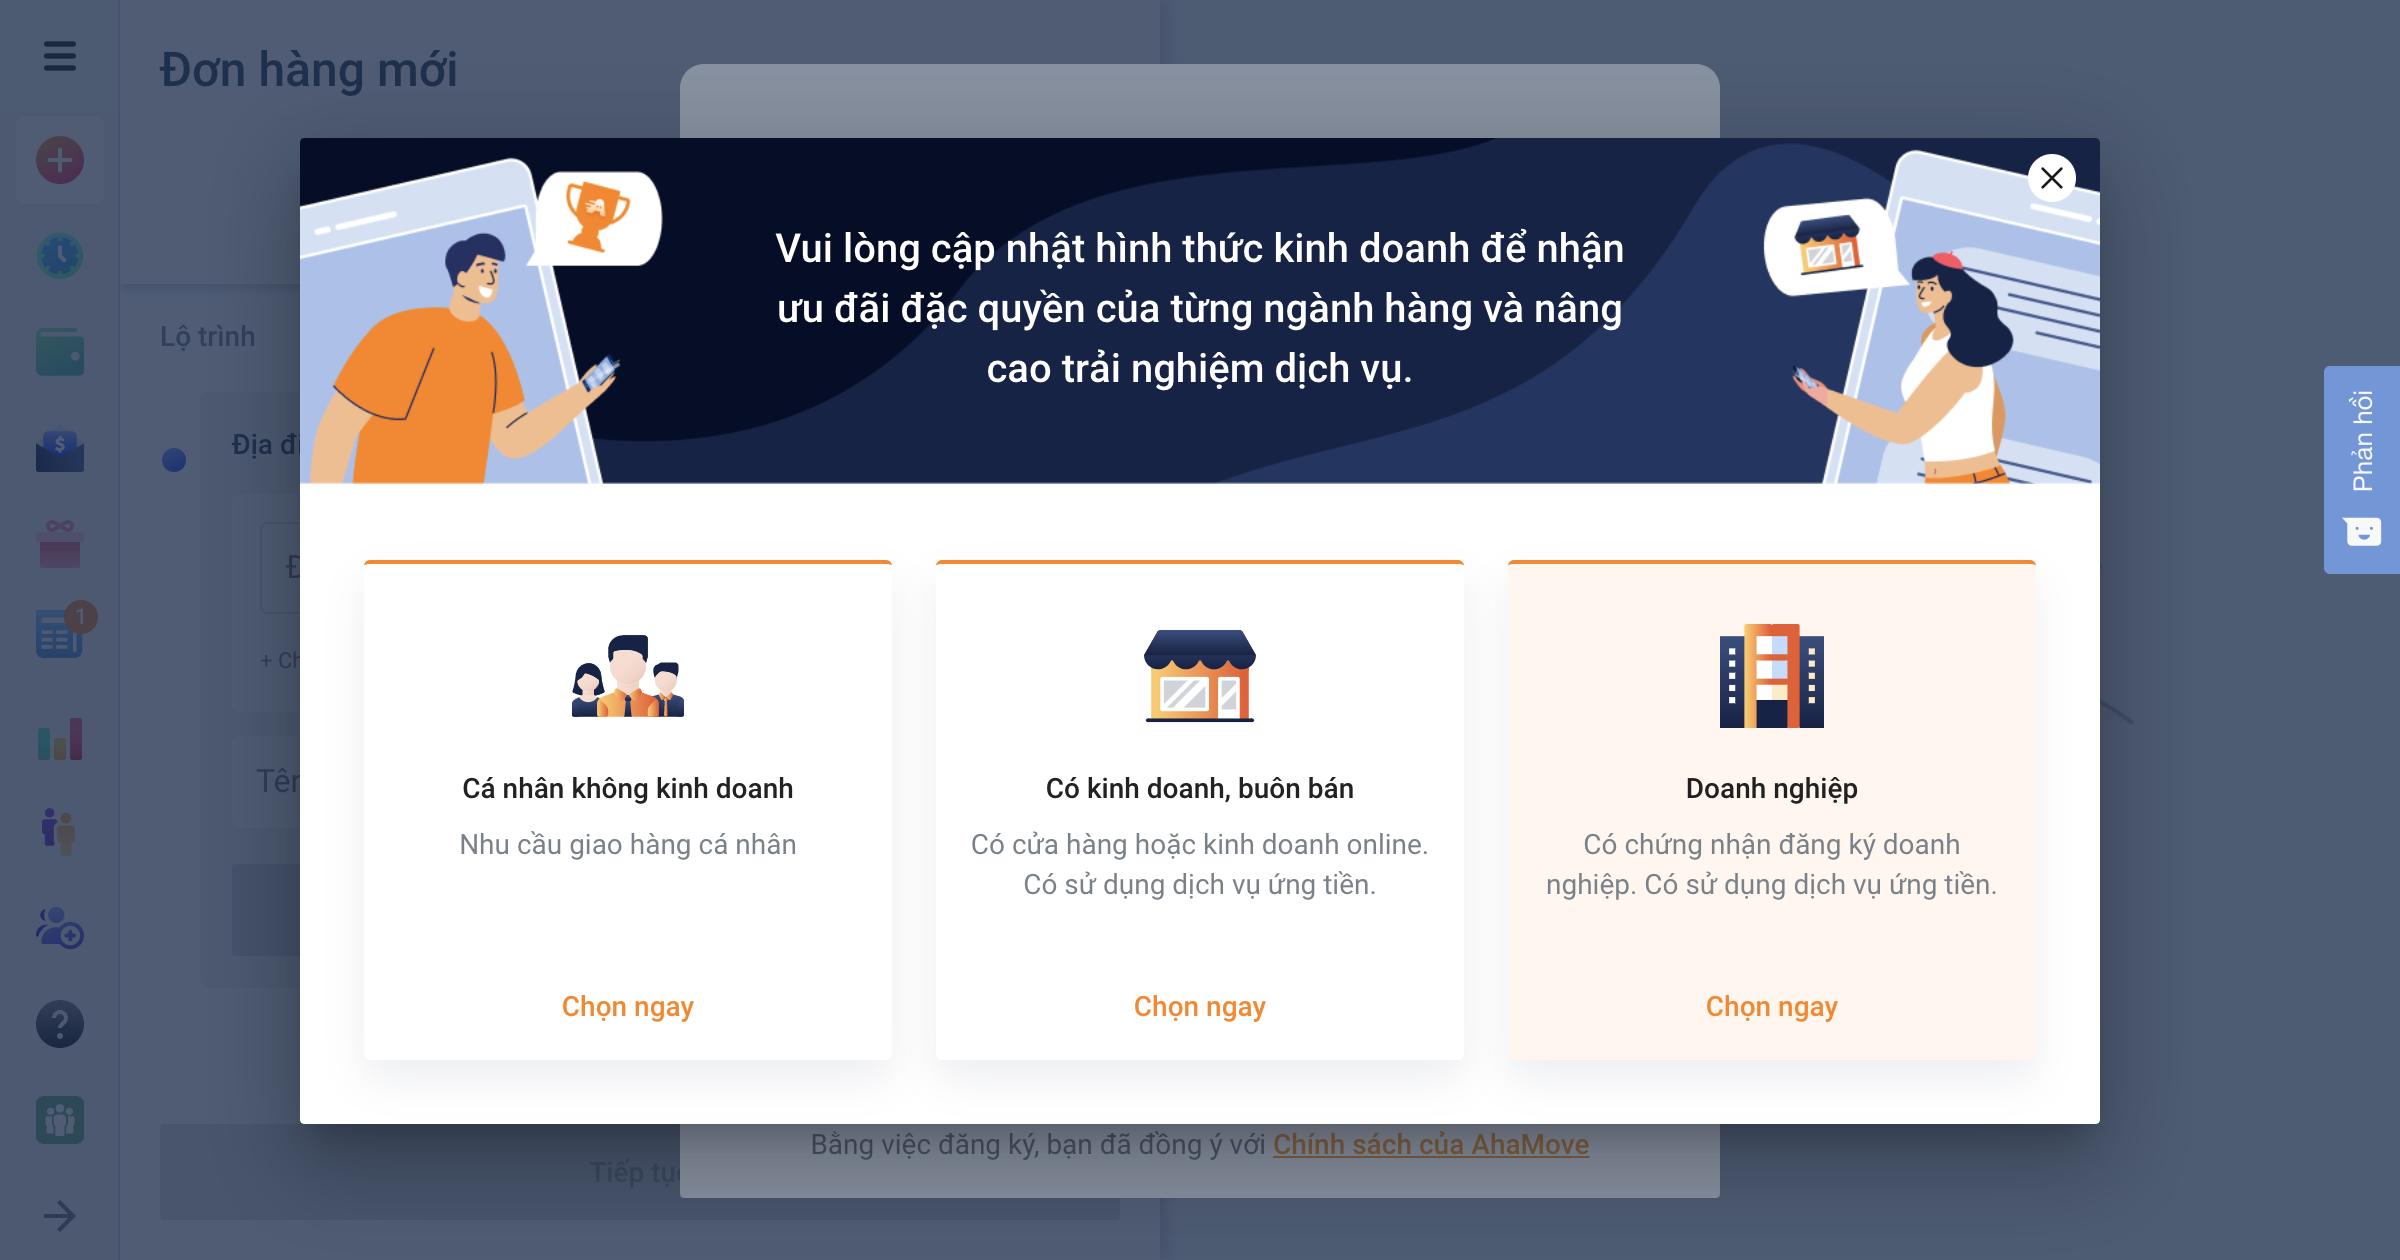 Đơn hàng mới
Vui lòng cập nhật hình thức kinh doanh để nhận
ưu đãi đặc quyền của từng ngành hàng và nâng
cao trải nghiệm dịch vụ.
Lộ trình
Phản hồi
Địa
1
+
Cá nhân không kinh doanh
Nhu cầu giao hàng cá nhân
Chọn ngay
Có kinh doanh, buôn bán
Có cửa hàng hoặc kinh doanh online.
Có sử dụng dịch vụ ứng tiền.
Chọn ngay
Doanh nghiệp
Có chứng nhận đăng ký doanh
nghiệp. Có sử dụng dịch vụ ứng tiền.
Chọn ngay
Tên
Bằng việc đăng ký, bạn đã đồng ý với Chính sách của AhaMove
Tiếp tục